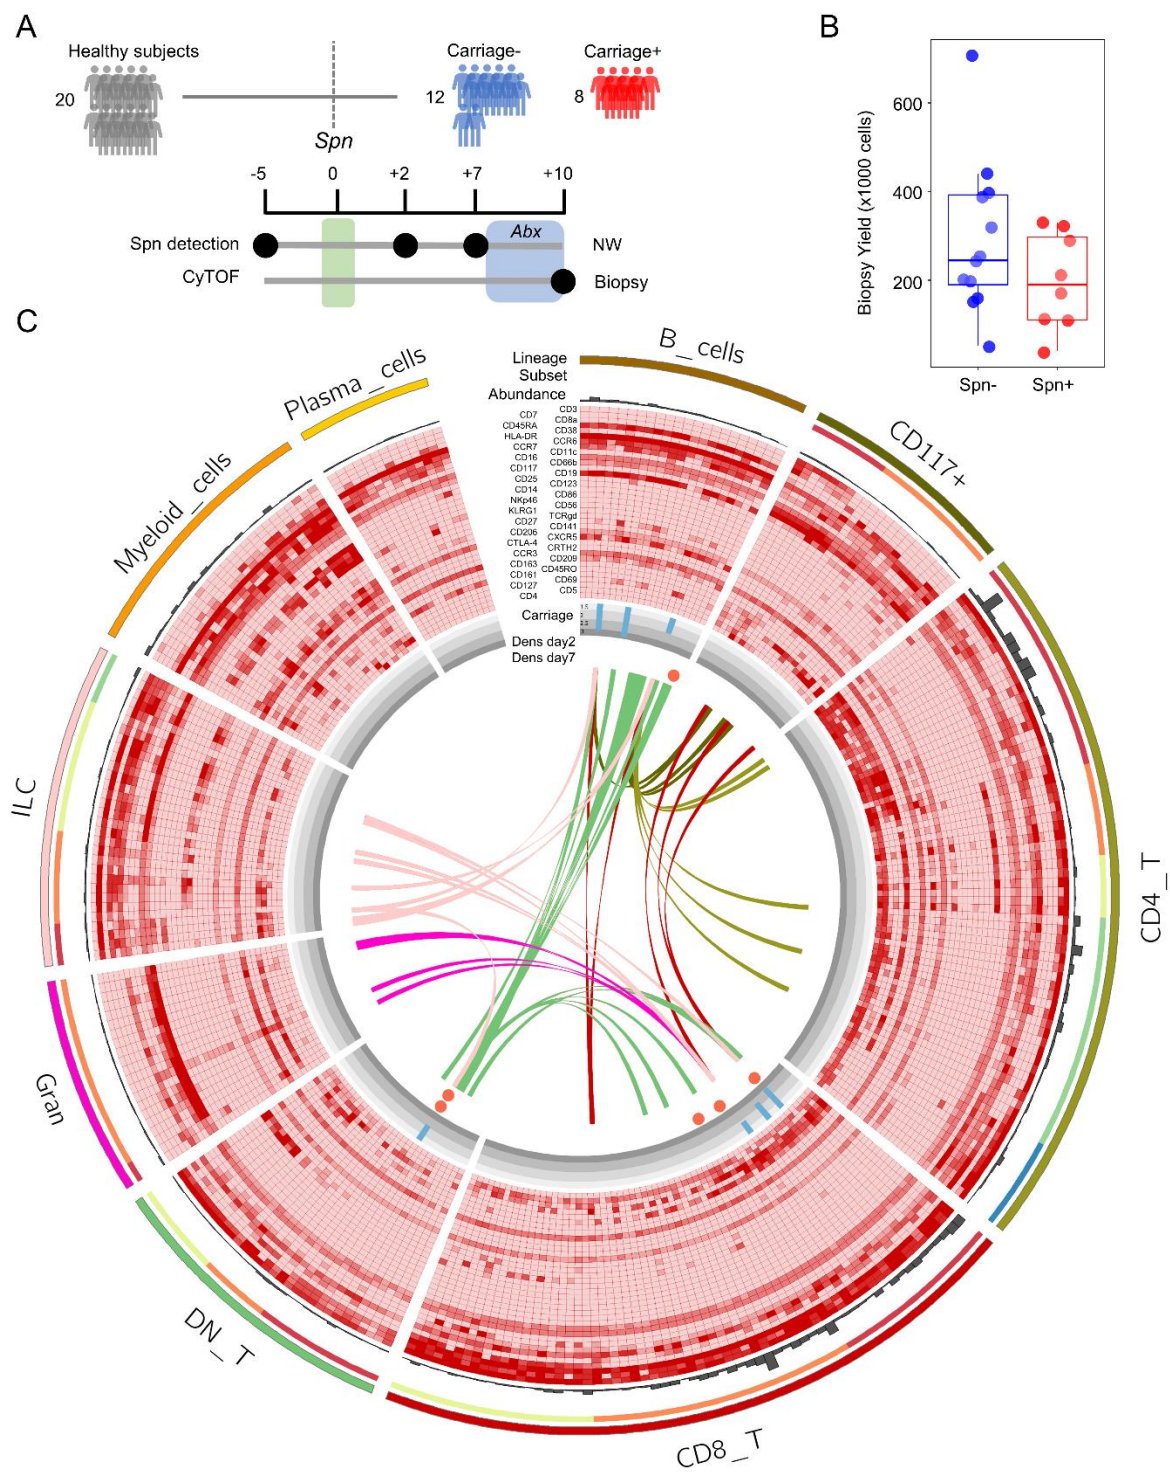 A
Healthy subjects
20
Spn
Carriage-
12
Carriage+
8
-5
0
+2
+7
+10
Spn detection
Abx
NW
CyTOF
Biopsy
B
Biopsy Yield (x1000 cells)
600
400
200
Spn-
Spn+
C
Lineage
Subset
Abundance
CD3
CD7
CD8a
CD45RA
CD38
HLA-DR
CCR6
CCR7
CD11c
CD16
CD66b
CD117
CD19
CD25
CD123
CD14
CD86
NKp46
CD56
KLRG1
TCRgd
CD27
CD141
CD206
CXCR5
CTLA-4
CRTH2
CCR3
CD209
CD163
CD45RO
CD161
CD69
CD127
CD5
CD4
Carriage
Dens day2
Dens day7
B_cells
CD117+
CD4_T
CD8_T
DN_T
Gran
ILC
Myeloid_cells
Plasma_cells